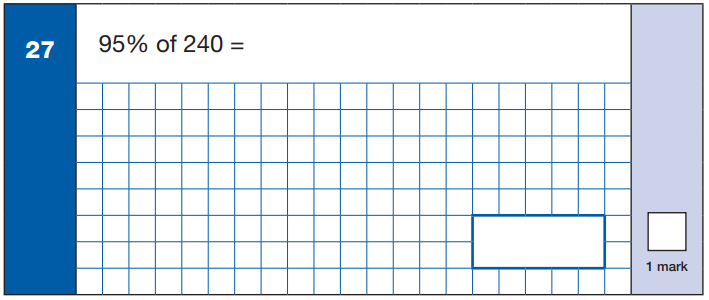 27
95% of 240 =
1 mark